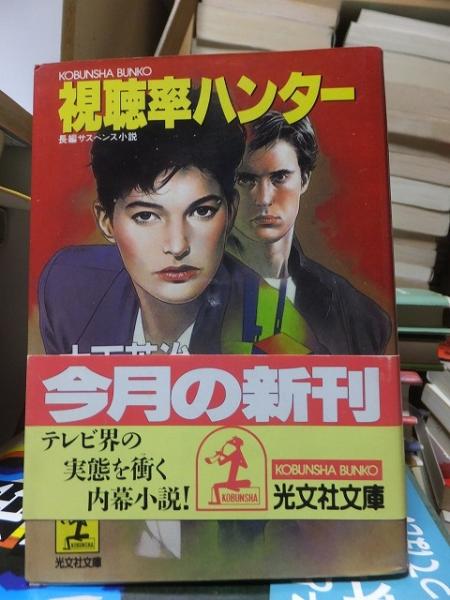 KOBUNSHA BUNKO
視聴率ハンター
長編サスペンス小説
今月の新刊
テレビ界の
実態を衝く
内幕小説!
KOBUNSHA
KOBUNSHA BUNKO
光文社文庫
KOBUNSHA
光文社文庫